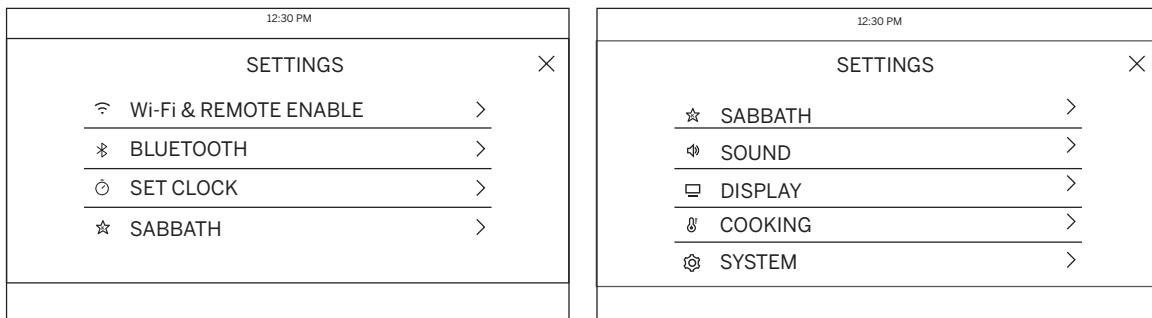 12:30 PM
SETTINGS
Wi-Fi & REMOTE ENABLE
BLUETOOTH
SET CLOCK
SABBATH
12:30 PM
SETTINGS
SABBATH
SOUND
DISPLAY
COOKING
SYSTEM